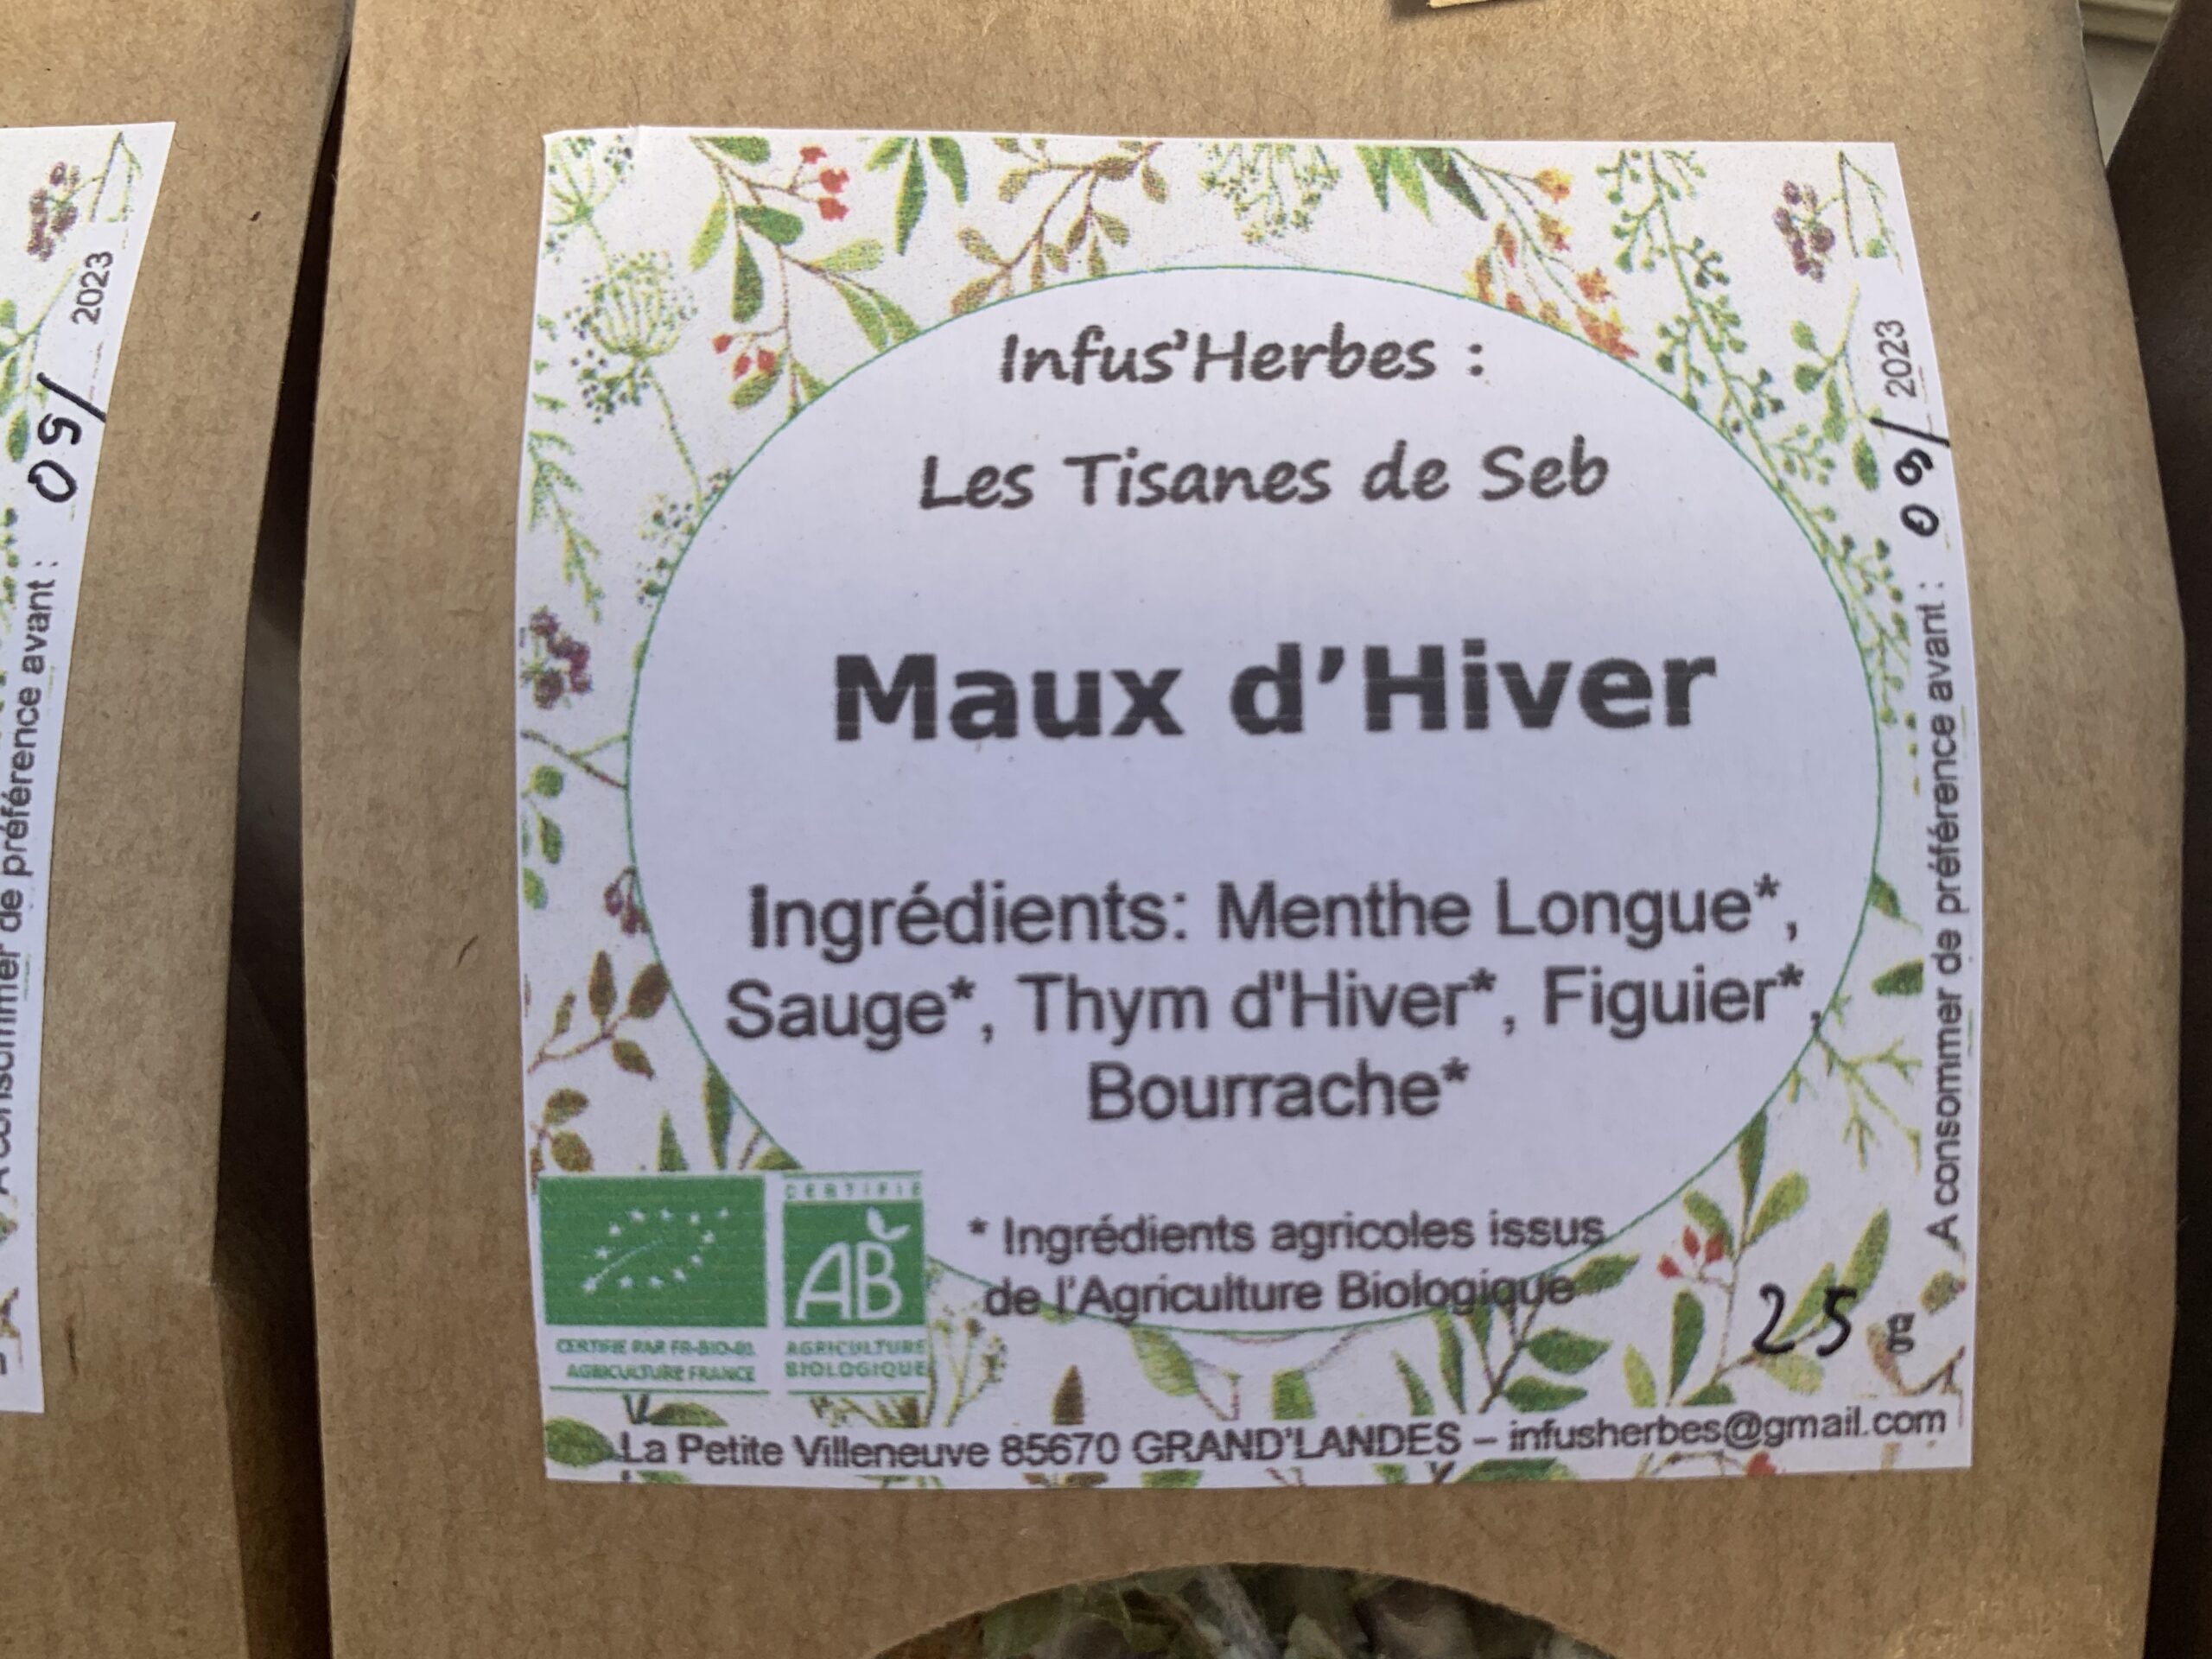 Infus'Herbes :
Les Tisanes de Seb
Maux d'Hiver
Ingrédients: Menthe Longue*,
Sauge*, Thym d'Hiver*, Figuier*,
Bourrache*
* Ingrédients agricoles issus
de l'Agriculture Biologique
CERTIFIE PAR FR-BIO-01
AGRICULTURE FRANCE
CERTIFIÉ
AB
AGRICULTURE
BIOLOGIQUE
25 g
La Petite Villeneuve 85670 GRAND'LANDES – infusherbes@gmail.com
A consommer de préférence avant : 09/ 2023
A consommer de préférence avant : 09/ 2023